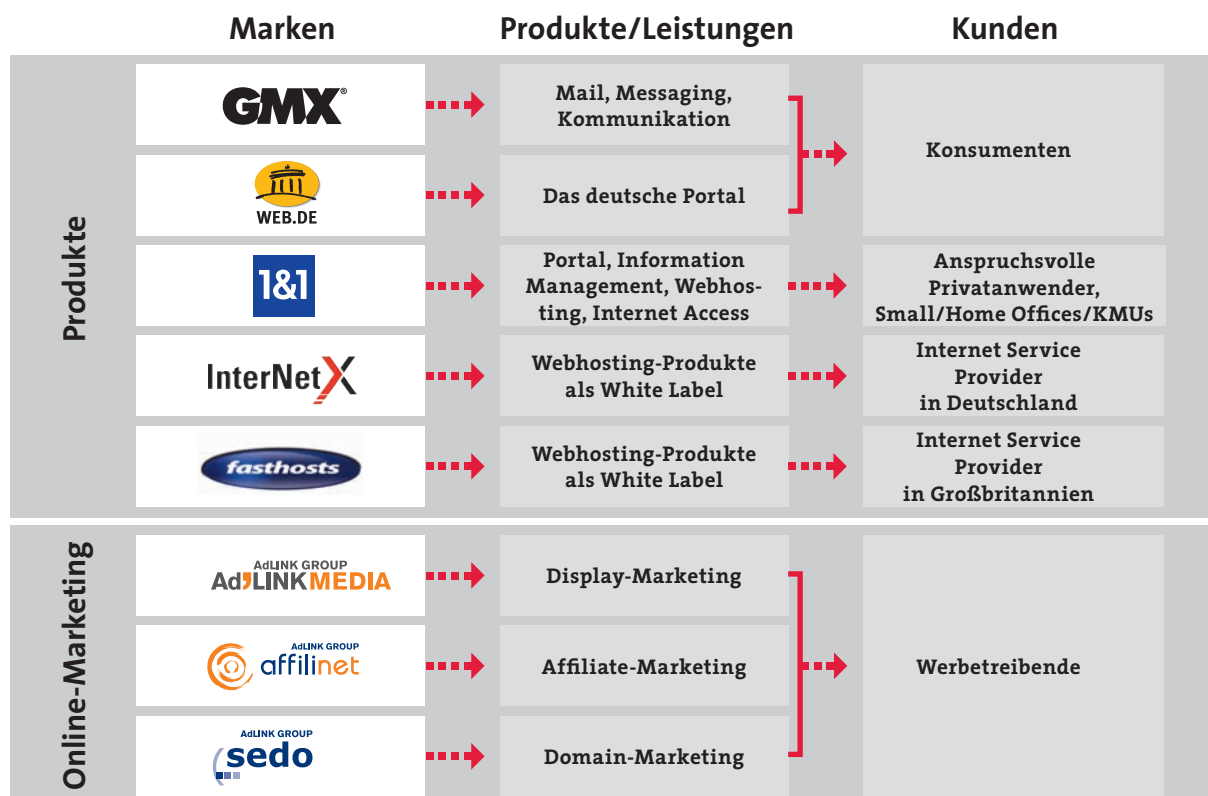 Marken
Produkte/Leistungen
Kunden
Produkte
GMX®
Mail, Messaging,
Kommunikation
WEB.DE
Das deutsche Portal
Konsumenten
1&1
Portal, Information
Management, Webhos-
ting, Internet Access
Anspruchsvolle
Privatanwender,
Small/Home Offices/KMUs
InterNetX
Webhosting-Produkte
als White Label
Internet Service
Provider
in Deutschland
fasthosts
Webhosting-Produkte
als White Label
Internet Service
Provider
in Großbritannien
Online-Marketing
AdLINK GROUP
Ad'LINKMEDIA
Display-Marketing
AdLINK GROUP
affilinet
Affiliate-Marketing
Werbetreibende
AdLINK GROUP
sedo
Domain-Marketing